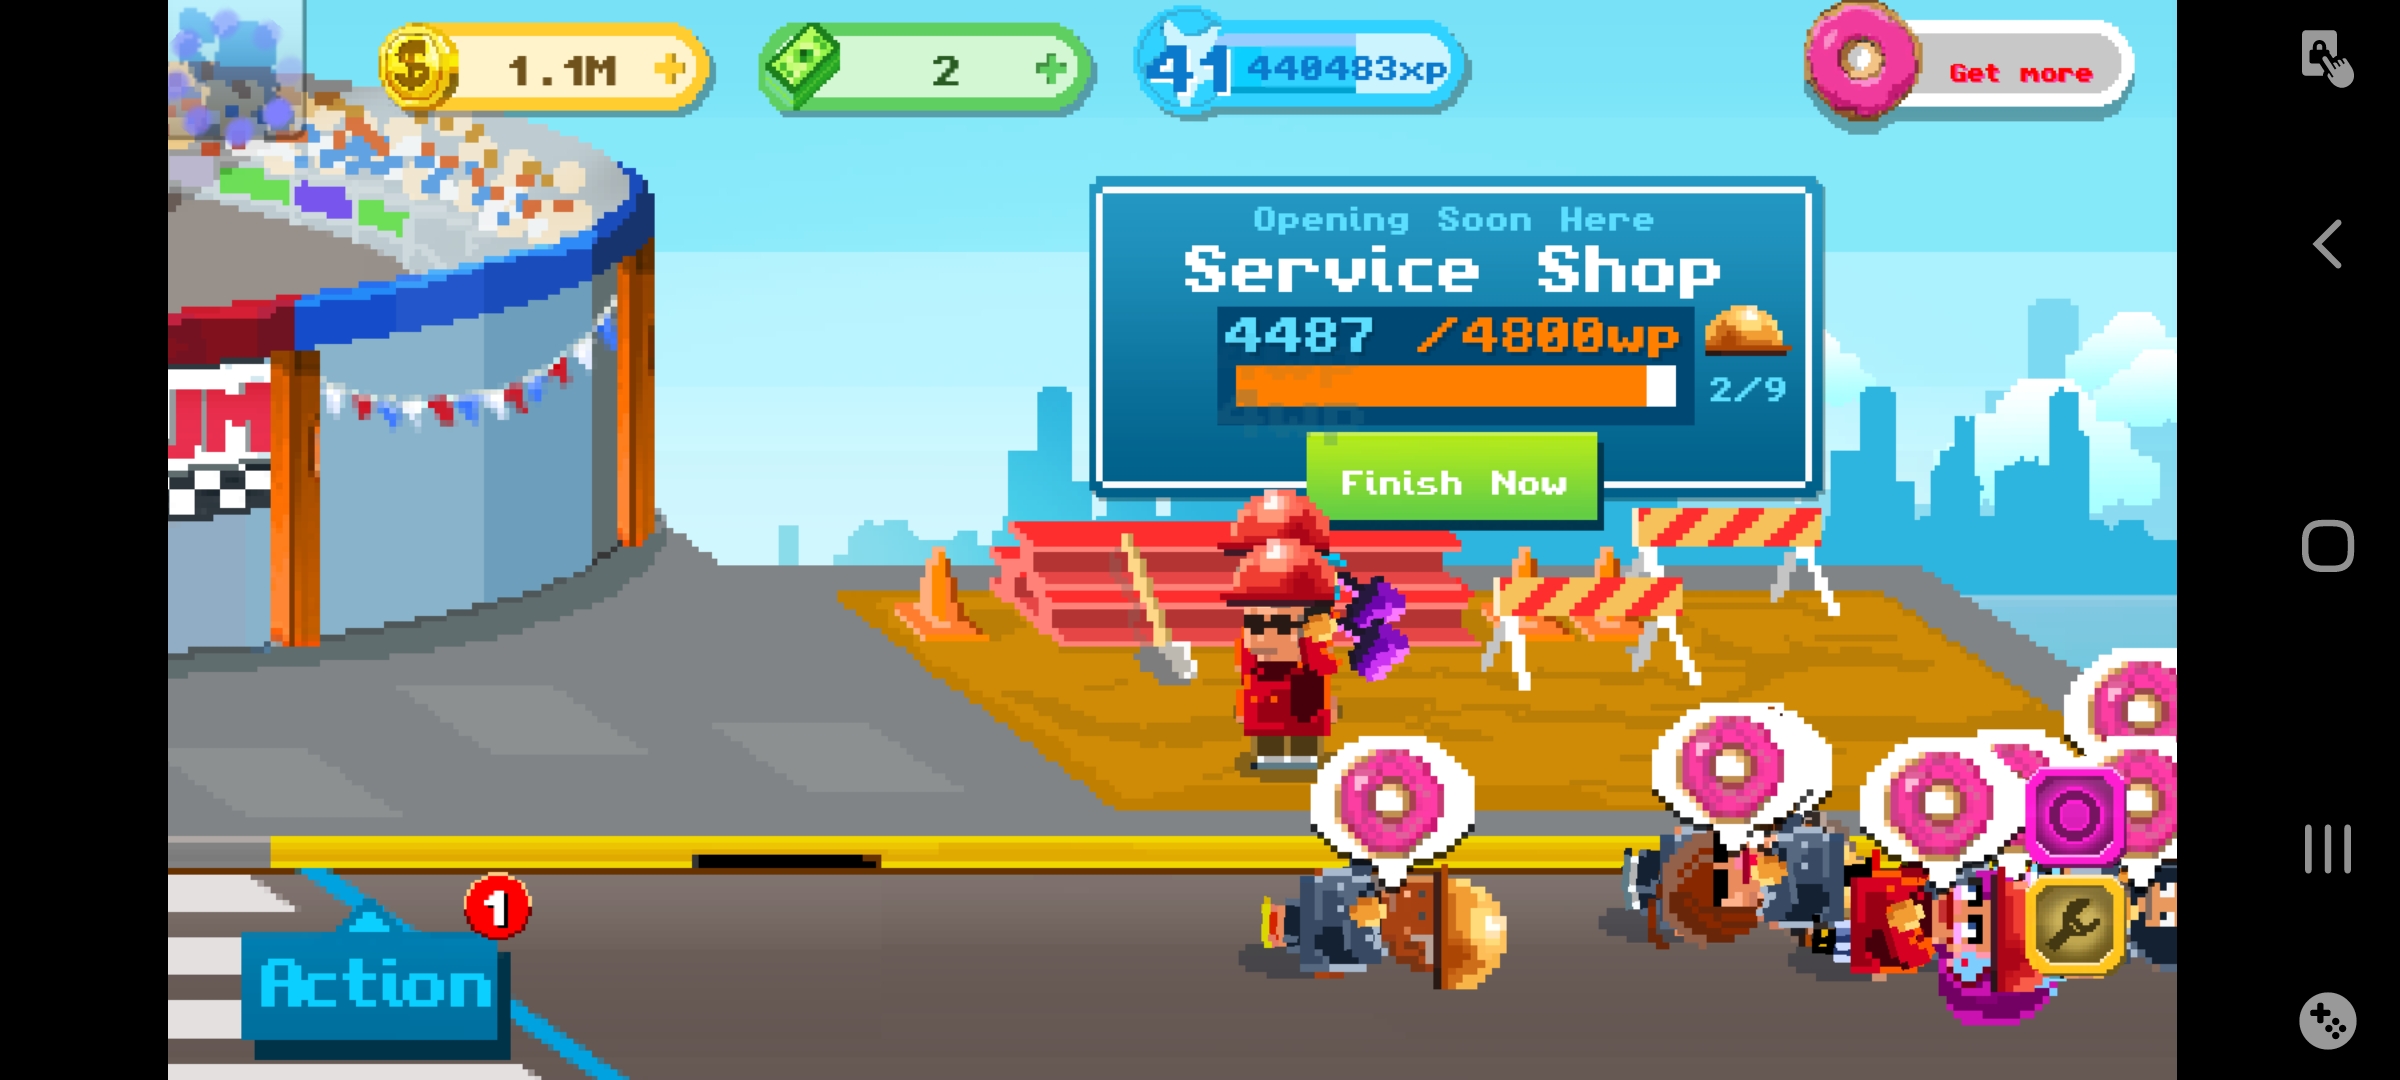 1.1M +
2 +
41 440483xp
Get more
Opening Soon Here
Service Shop
4487 /4800wp
2/9
Finish Now
UM
1
Action